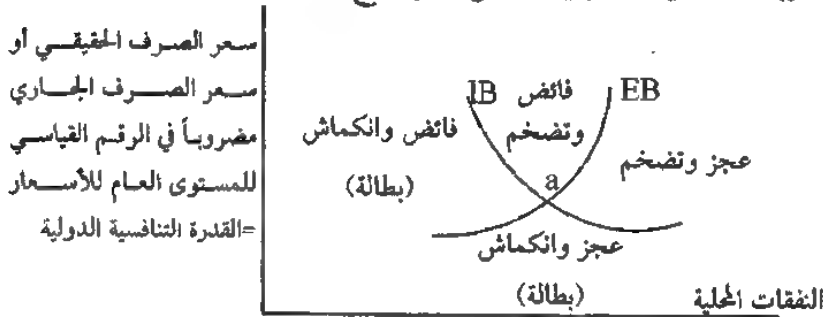 سعر الصرف الحقيقي أو
سعر الصرف الجاري
مضروباً في الرقم القياسي
للمستوى العام للأسعار
=القدرة التنافسية الدولية
IB
فائض
وتضخم
EB
فائض وانكماش
(بطالة)
عجز وتضخم
a
عجز وانكماش
(بطالة)
النفقات المحلية